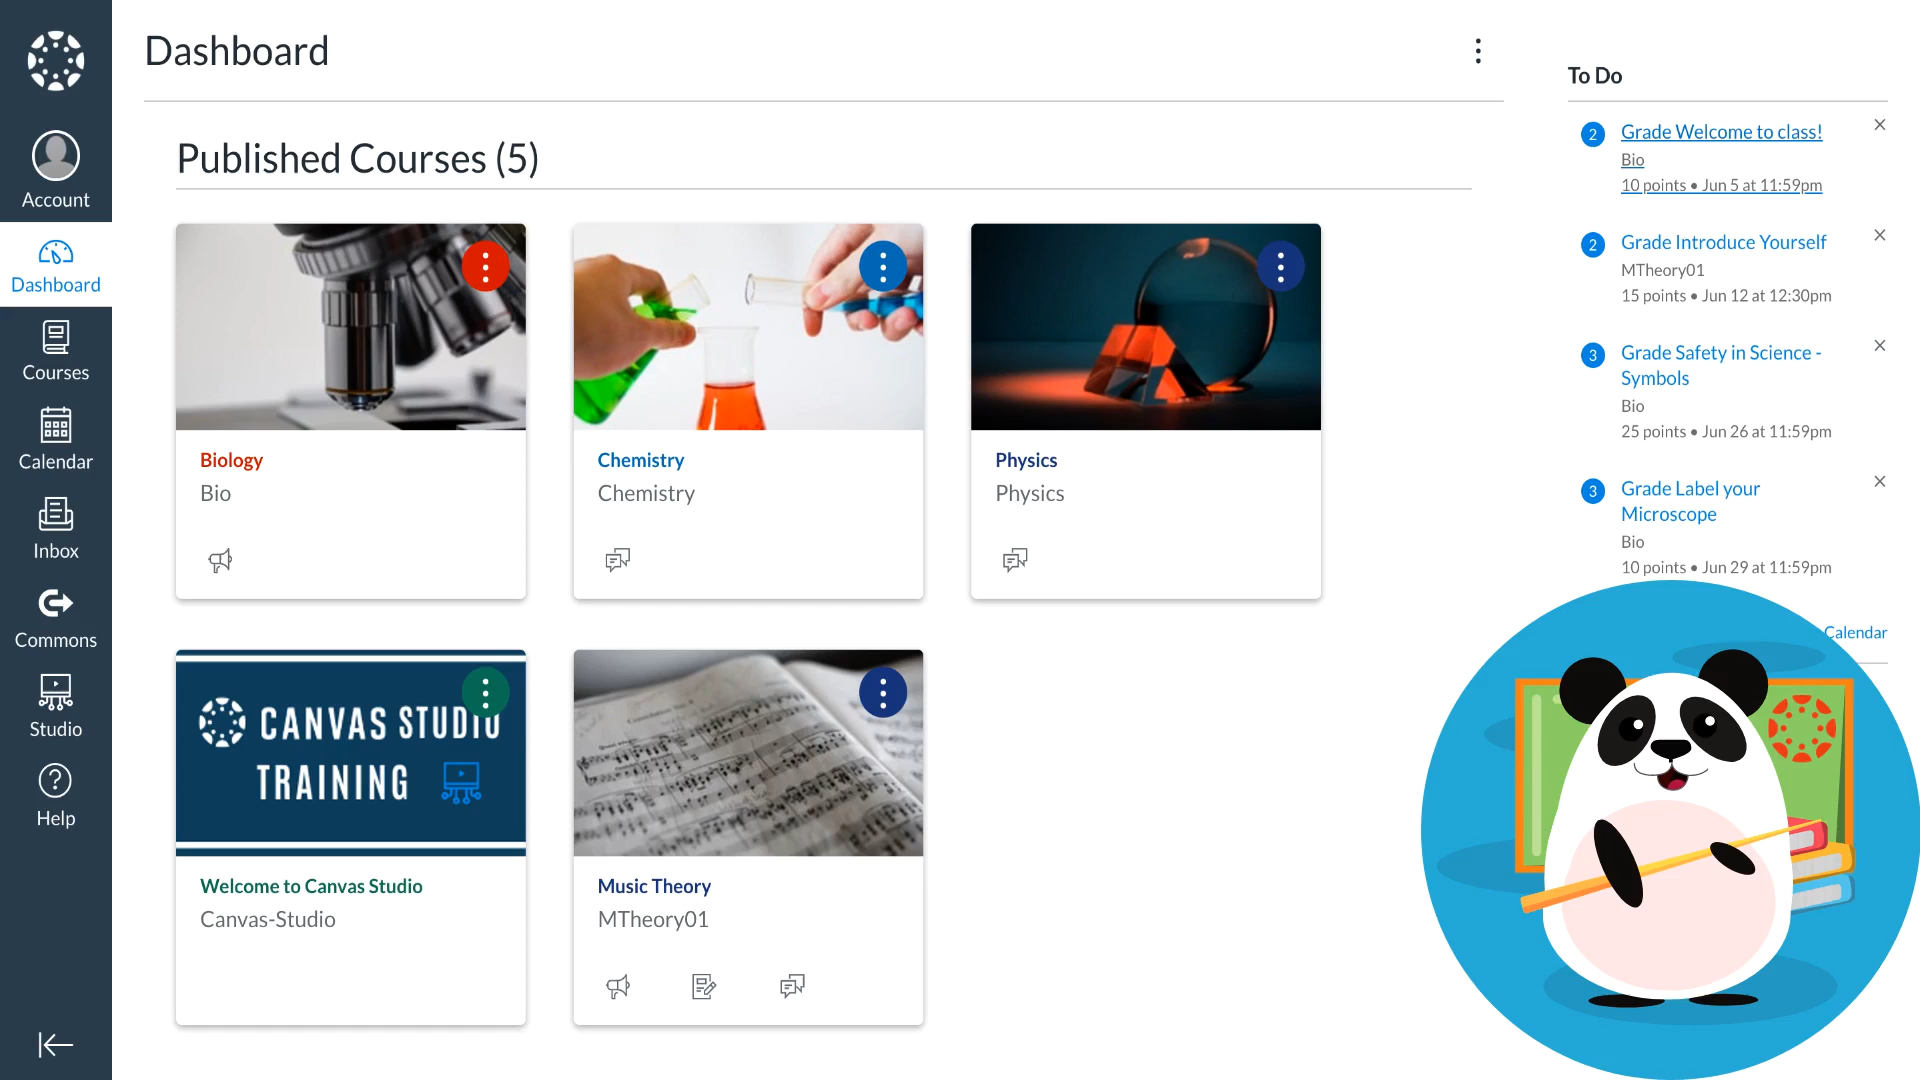 Dashboard
To Do
Account
Dashboard
Courses
Calendar
Inbox
Commons
Studio
Help
Published Courses (5)
Biology
Bio
Chemistry
Chemistry
Physics
Physics
CANVAS STUDIO
TRAINING
Welcome to Canvas Studio
Canvas-Studio
Music Theory
MTheory01
2
Grade Welcome to class!
Bio
10 points • Jun 5 at 11:59pm
2
Grade Introduce Yourself
MTheory01
15 points • Jun 12 at 12:30pm
3
Grade Safety in Science -
Symbols
Bio
25 points • Jun 26 at 11:59pm
3
Grade Label your
Microscope
Bio
10 points • Jun 29 at 11:59pm
Calendar